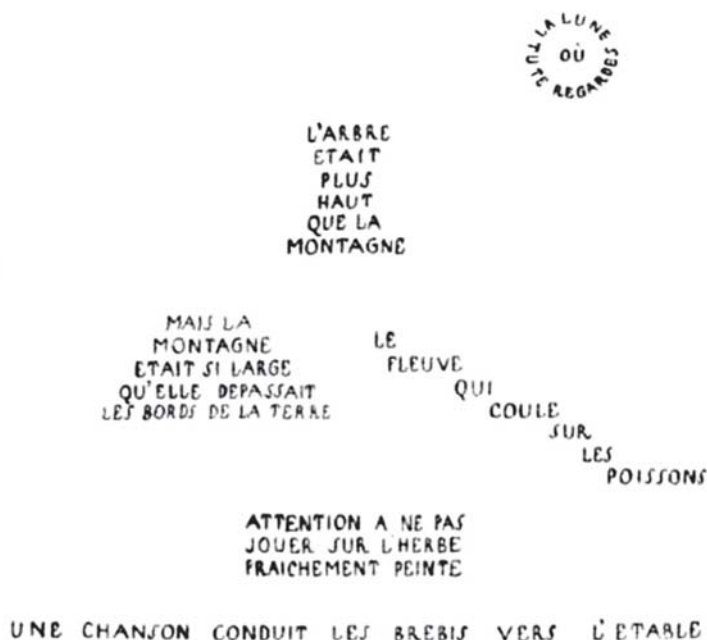 LA LUNE OÙ TU TE REGARDES
L'ARBRE
ETAIT
PLUS
HAUT
QUE LA
MONTAGNE
MAIS LA
MONTAGNE
ETAIT SI LARGE
QU'ELLE DEPASSAIT
LES BORDS DE LA TERRE
LE
FLEUVE
QUI
COULE
SUR
LES
POISSONS
ATTENTION A NE PAS
JOUER SUR L'HERBE
FRAICHEMENT PEINTE
UNE CHANSON CONDUIT LES BREBIS VERS L'ETABLE